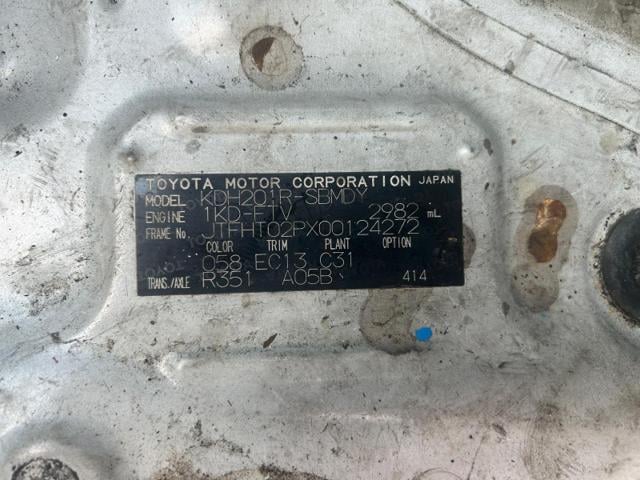 TOYOTA MOTOR CORPORATION JAPAN
MODEL KDH201R-SBMDY
ENGINE 1KD-FTV 2982 mL
FRAME No. JTFHT02PX00124272
COLOR TRIM PLANT OPTION
058 EC13 C31
TRANS./AXLE R351 A05B 414